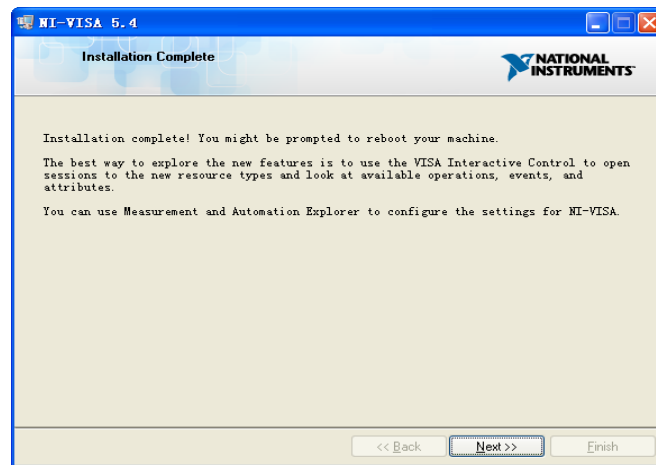 NI-VISA 5.4
Installation Complete
NATIONAL
INSTRUMENTS™
Installation complete! You might be prompted to reboot your machine.
The best way to explore the new features is to use the VISA Interactive Control to open
sessions to the new resource types and look at available operations, events, and
attributes.
You can use Measurement and Automation Explorer to configure the settings for NI-VISA.
<< Back
Next >>
Finish